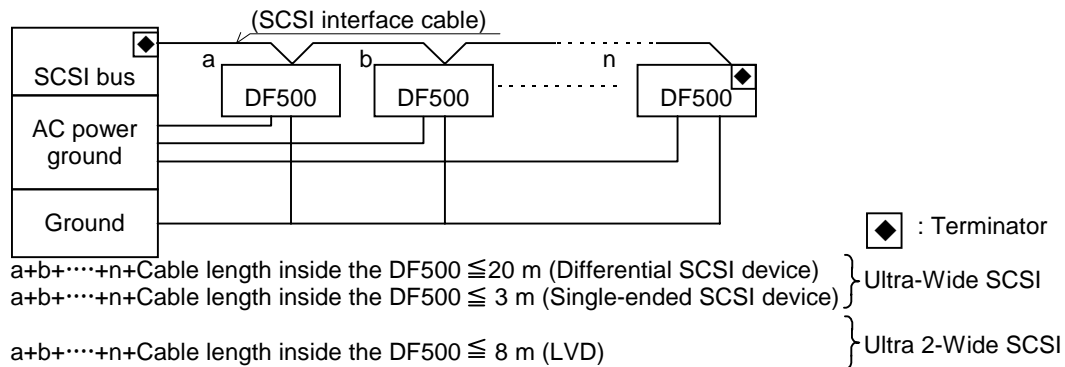 (SCSI interface cable)
SCSI bus
a
b
n
DF500
DF500
DF500
AC power
ground
Ground
: Terminator
a+b+····+n+Cable length inside the DF500 ≦20 m (Differential SCSI device)
a+b+····+n+Cable length inside the DF500 ≦ 3 m (Single-ended SCSI device)
Ultra-Wide SCSI
a+b+····+n+Cable length inside the DF500 ≦ 8 m (LVD)
Ultra 2-Wide SCSI